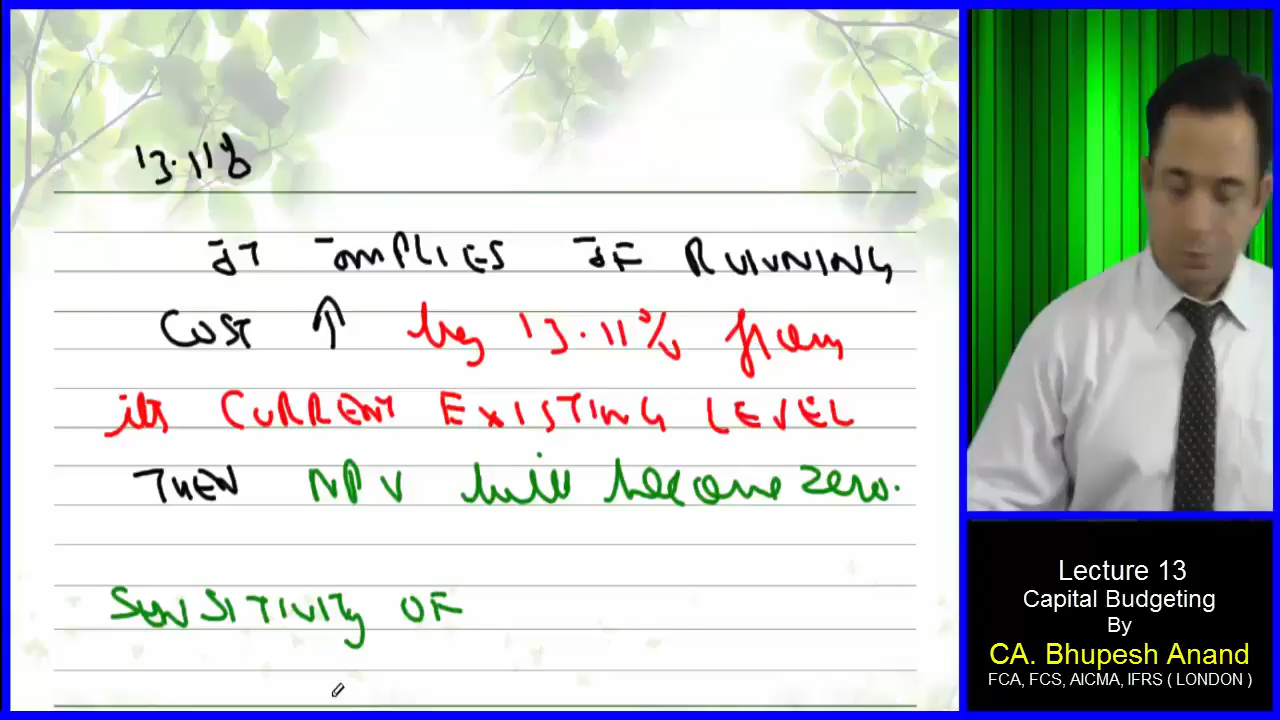 13.11%
IT IMPLIES IF RUNNING
COST ↑ by 13.11% from
its CURRENT EXISTING LEVEL
THEN NPV will become zero.
SENSITIVITY OF
Lecture 13
Capital Budgeting
By
CA. Bhupesh Anand
FCA, FCS, AICMA, IFRS ( LONDON )